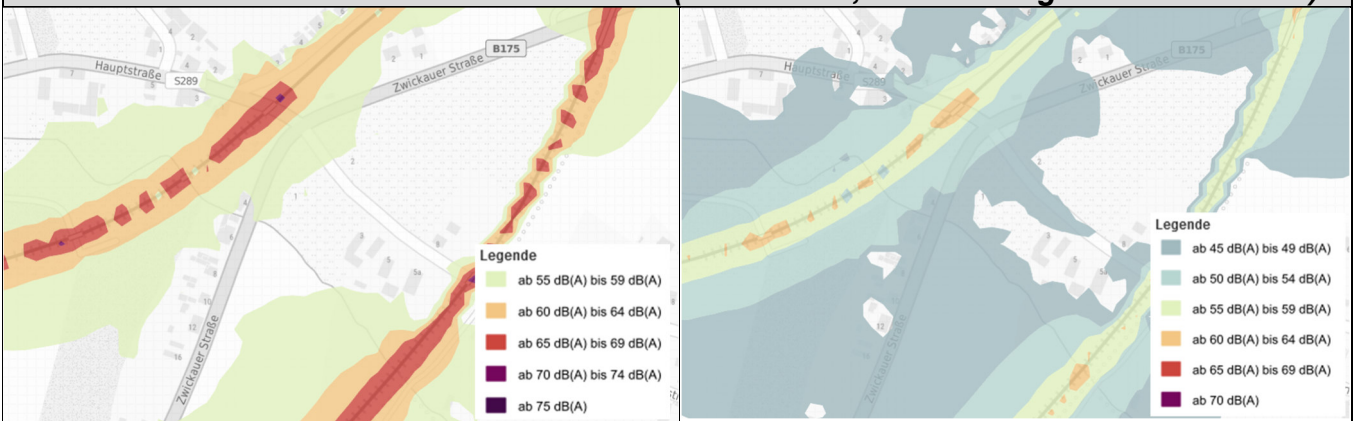 B175
Hauptstraße
S289
Zwickauer Straße
Zwickauer Straße
Legende
ab 55 dB(A) bis 59 dB(A)
ab 60 dB(A) bis 64 dB(A)
ab 65 dB(A) bis 69 dB(A)
ab 70 dB(A) bis 74 dB(A)
ab 75 dB(A)
B175
Hauptstraße
S289
Zwickauer Straße
Zwickauer Straße
Legende
ab 45 dB(A) bis 49 dB(A)
ab 50 dB(A) bis 54 dB(A)
ab 55 dB(A) bis 59 dB(A)
ab 60 dB(A) bis 64 dB(A)
ab 65 dB(A) bis 69 dB(A)
ab 70 dB(A)